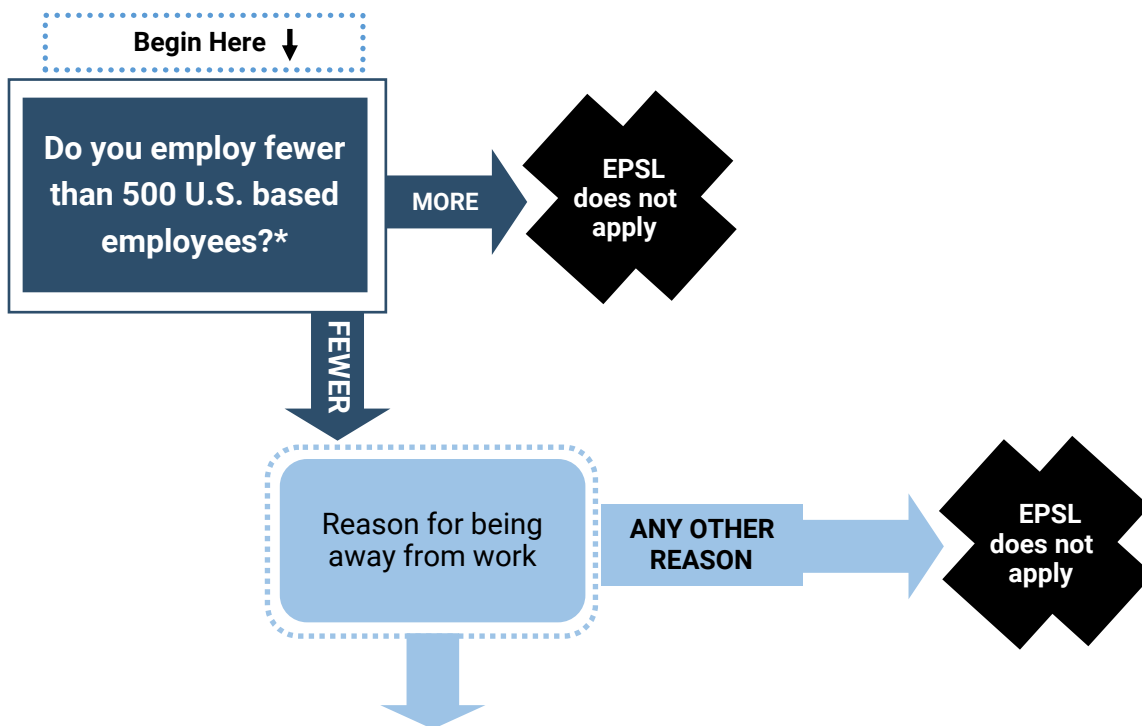 Begin Here
Do you employ fewer
than 500 U.S. based
employees?*
MORE
EPSL
does not
apply
FEWER
Reason for being
away from work
ANY OTHER
REASON
EPSL
does not
apply